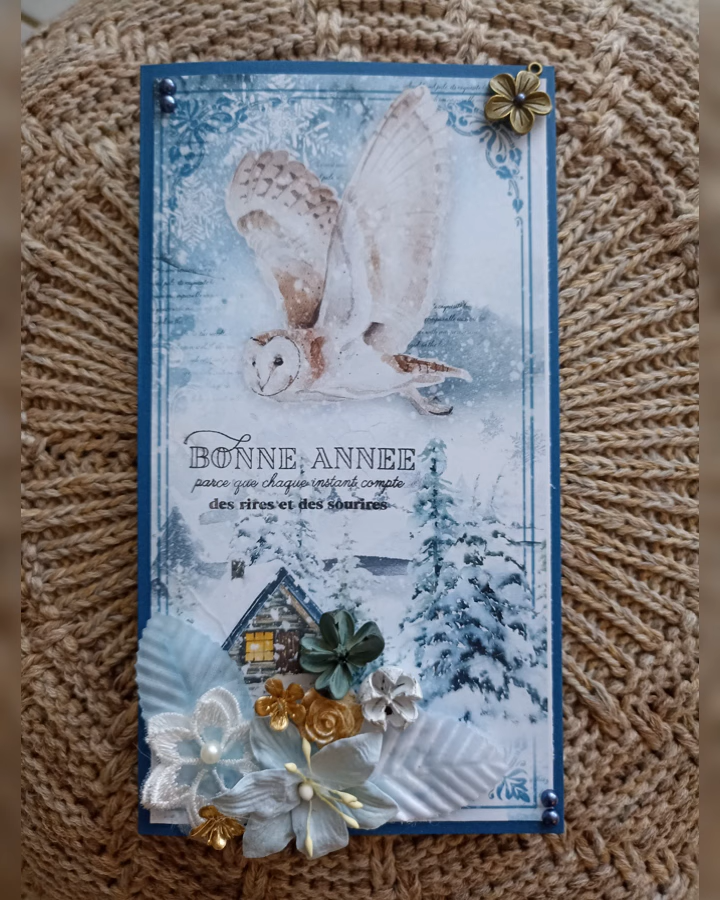 BONNE ANNEE
parce que chaque instant compte
des rires et des sourires